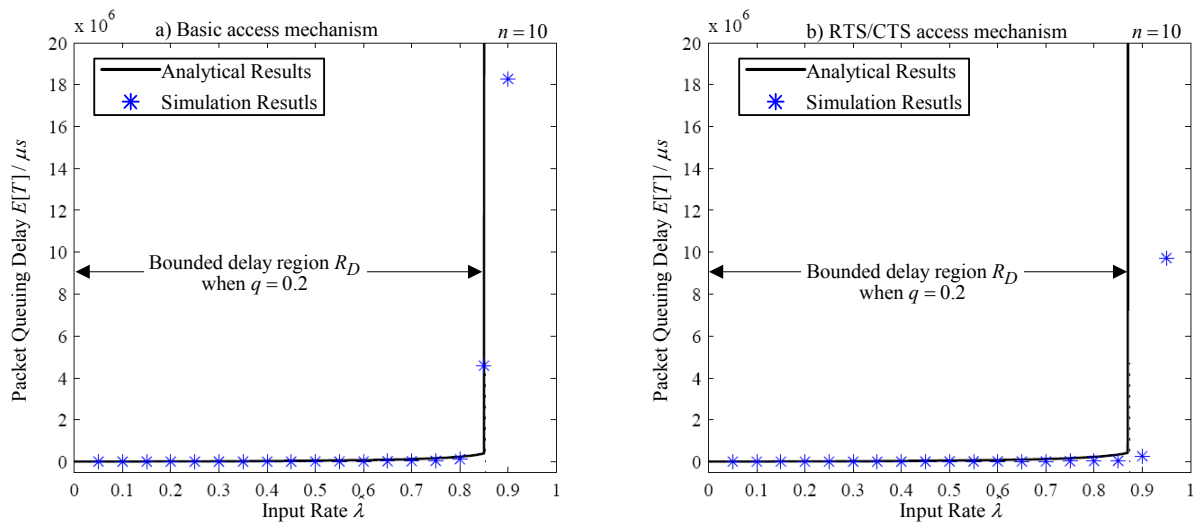 x 10⁶
a) Basic access mechanism
n = 10
Analytical Results
Simulation Resutls
Bounded delay region R_D
when q = 0.2
20
18
16
14
12
10
8
6
4
2
0
Packet Queuing Delay E[T] / μs
0 0.1 0.2 0.3 0.4 0.5 0.6 0.7 0.8 0.9 1
Input Rate λ̂
x 10⁶
b) RTS/CTS access mechanism
n = 10
Analytical Results
Simulation Resutls
Bounded delay region R_D
when q = 0.2
20
18
16
14
12
10
8
6
4
2
0
Packet Queuing Delay E[T] / μs
0 0.1 0.2 0.3 0.4 0.5 0.6 0.7 0.8 0.9 1
Input Rate λ̂